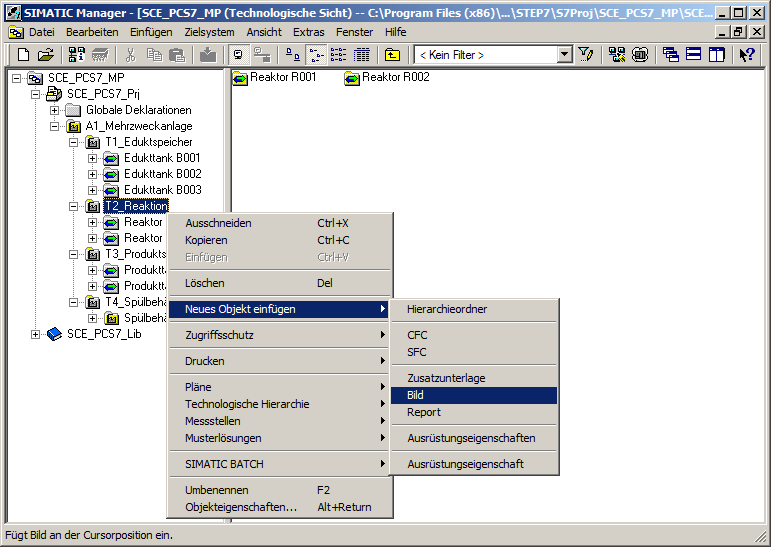 SIMATIC Manager - [SCE_PCS7_MP (Technologische Sicht) -- C:\Program Files (x86)\...\STEP7\S7Proj\SCE_PCS7_MP\SCE...
Datei Bearbeiten Einfügen Zielsystem Ansicht Extras Fenster Hilfe
< Kein Filter >
SCE_PCS7_MP
SCE_PCS7_Prj
Globale Deklarationen
A1_Mehrzweckanlage
T1_Eduktspeicher
Edukttank B001
Edukttank B002
Edukttank B003
T2_Reaktion
Reaktor
Reaktor
T3_Produkts
Produktt
Produktt
T4_Spülbehä
Spülbehä
SCE_PCS7_Lib
Reaktor R001 Reaktor R002
Ausschneiden Ctrl+X
Kopieren Ctrl+C
Einfügen Ctrl+V
Löschen Del
Neues Objekt einfügen
Zugriffsschutz
Drucken
Pläne
Technologische Hierarchie
Messstellen
Musterlösungen
SIMATIC BATCH
Umbenennen F2
Objekteigenschaften... Alt+Return
Hierarchieordner
CFC
SFC
Zusatzunterlage
Bild
Report
Ausrüstungseigenschaften
Ausrüstungseigenschaft
Fügt Bild an der Cursorposition ein.